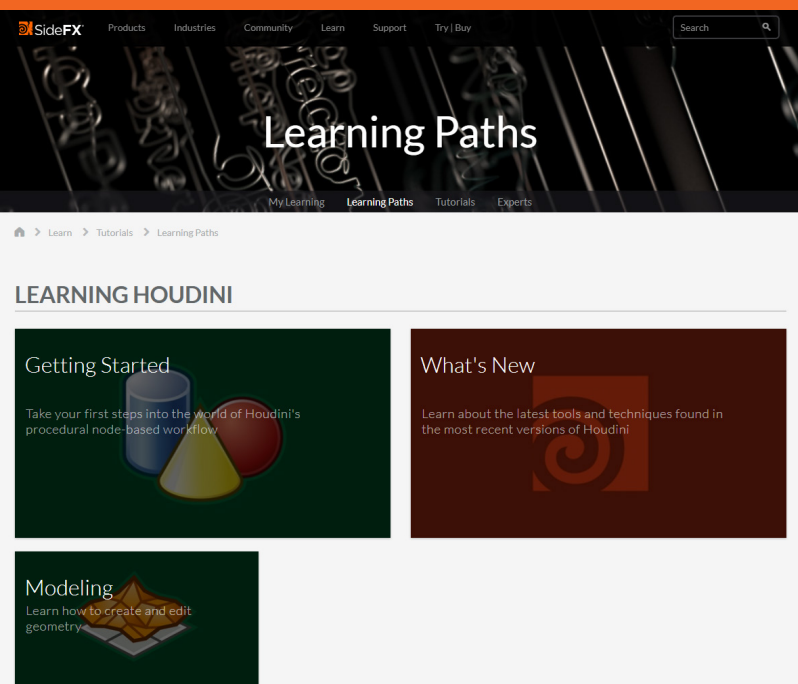 SideFX
Products
Industries
Community
Learn
Support
Try | Buy
Search
Learning Paths
My Learning
Learning Paths
Tutorials
Experts
Learn
Tutorials
Learning Paths
LEARNING HOUDINI
Getting Started
Take your first steps into the world of Houdini's
procedural node-based workflow
What's New
Learn about the latest tools and techniques found in
the most recent versions of Houdini
Modeling
Learn how to create and edit
geometry